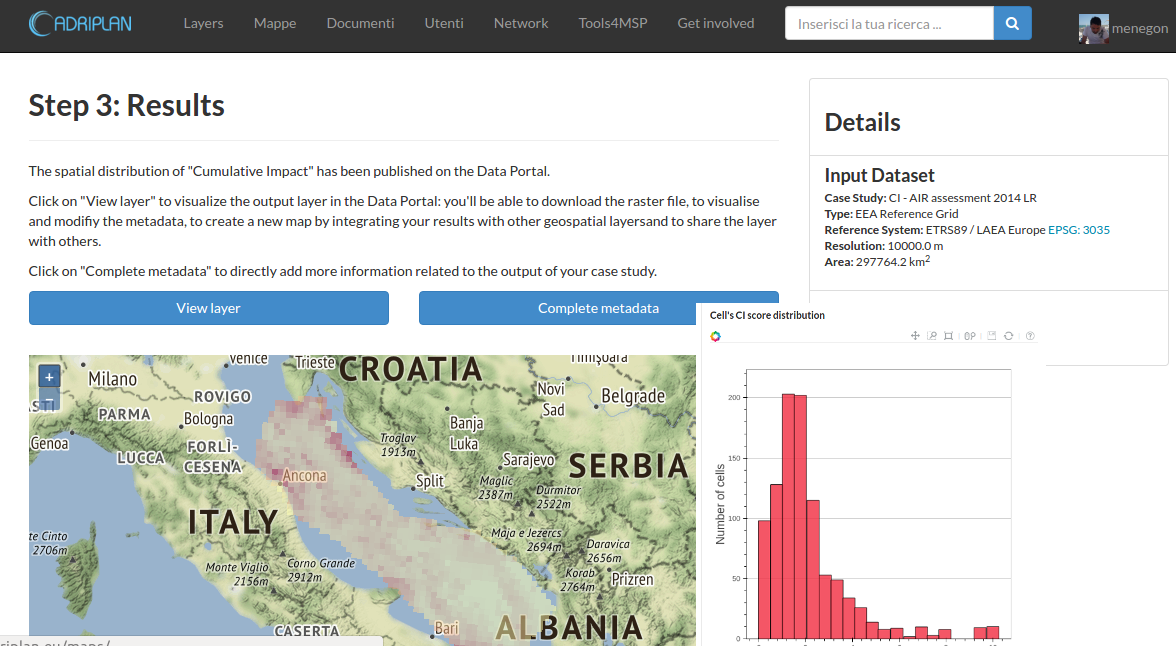 ADRIPLAN
Layers
Mappe
Documenti
Utenti
Network
Tools4MSP
Get involved
Inserisci la tua ricerca ...
menegon
Step 3: Results
The spatial distribution of "Cumulative Impact" has been published on the Data Portal.
Click on "View layer" to visualize the output layer in the Data Portal: you'll be able to download the raster file, to visualise
and modifiy the metadata, to create a new map by integrating your results with other geospatial layersand to share the layer
with others.
Click on "Complete metadata" to directly add more information related to the output of your case study.
View layer
Complete metadata
Details
Input Dataset
Case Study: CI - AIR assessment 2014 LR
Type: EEA Reference Grid
Reference System: ETRS89 / LAEA Europe EPSG: 3035
Resolution: 10000.0 m
Area: 297764.2 km2
+
−
Venice
Trieste
CROATIA
Timișoara
Milano
Novi
Sad
Belgrade
ROVIGO
PARMA
Bologna
Banja
Luka
Genoa
FORLÌ-
CESENA
LUCCA
Troglav
1913m
Sarajevo
SERBIA
Ancona
Split
Maglic
2387m
Durmitor
2522m
ITALY
te Cinto
2706m
Maja e Jezercs
2694m
Daravica
2656m
Corno Grande
2912m
Monte Viglio
2156m
Korab
2764m
Prizren
CASERTA
Bari
ALBANIA
Cell's CI score distribution
Number of cells
200
150
100
50
0